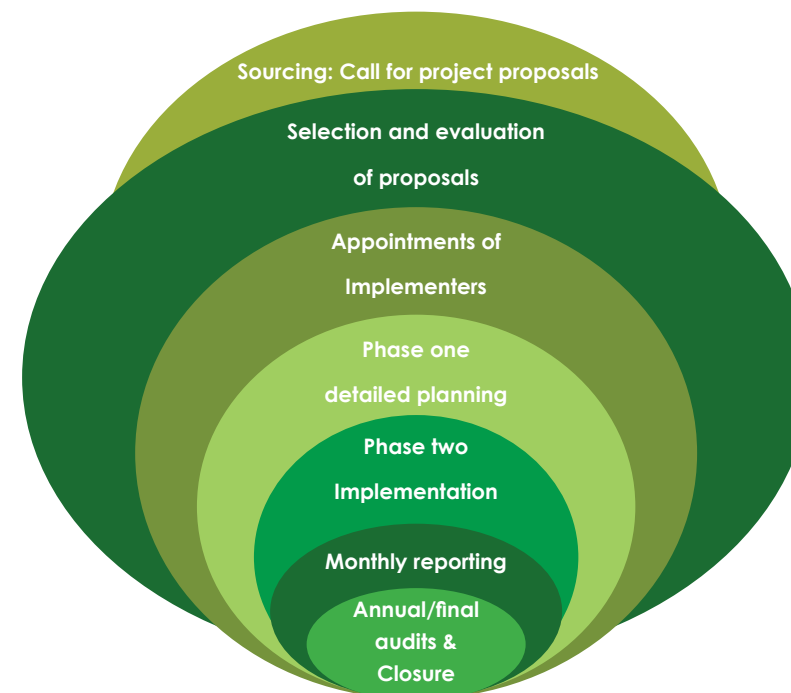 Sourcing: Call for project proposals
Selection and evaluation
of proposals
Appointments of
Implementers
Phase one
detailed planning
Phase two
Implementation
Monthly reporting
Annual/final
audits &
Closure